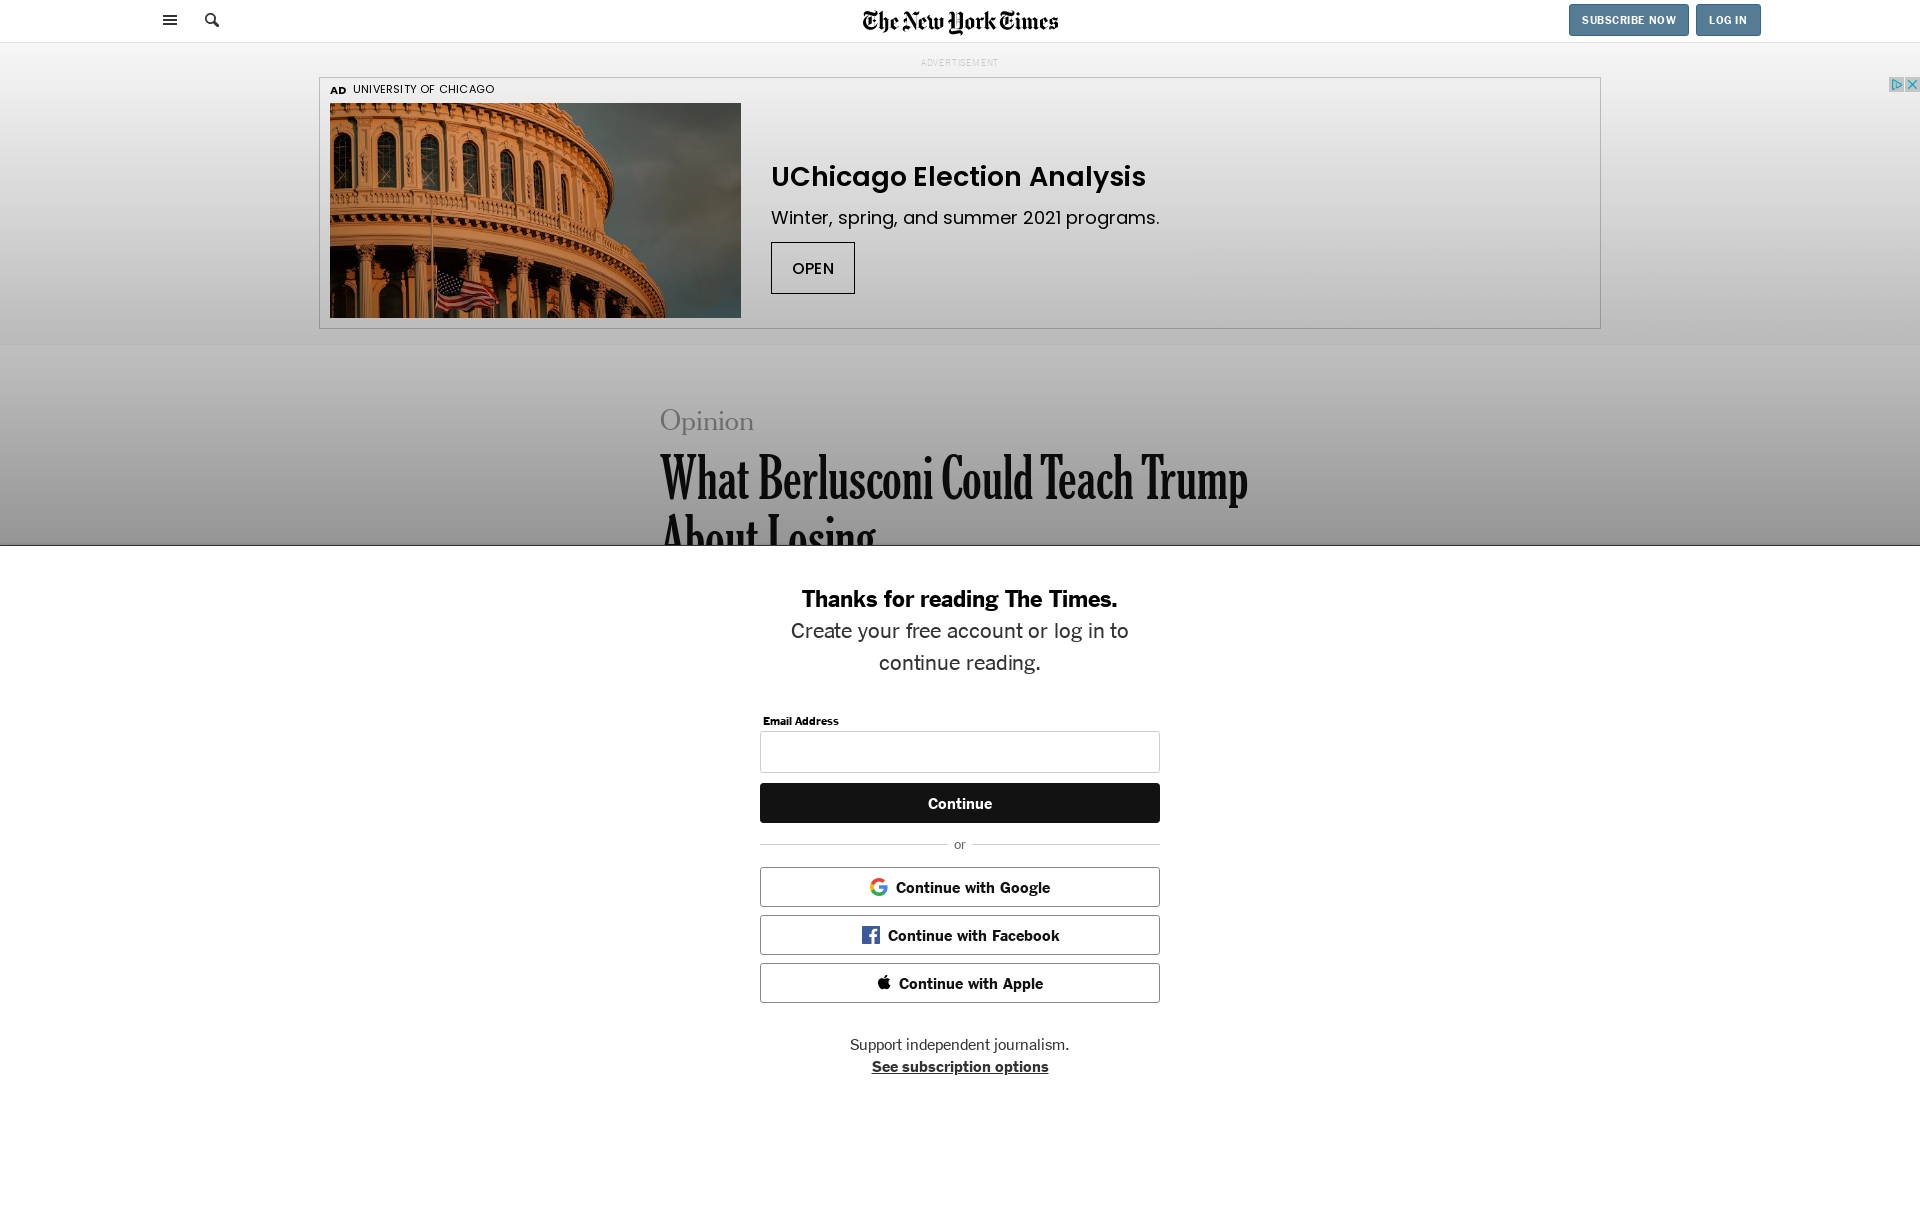 The New York Times
SUBSCRIBE NOW
LOG IN
ADVERTISEMENT
AD UNIVERSITY OF CHICAGO
UChicago Election Analysis
Winter, spring, and summer 2021 programs.
OPEN
Opinion
What Berlusconi Could Teach Trump
About Losing
Thanks for reading The Times.
Create your free account or log in to
continue reading.
Email Address
Continue
or
Continue with Google
Continue with Facebook
Continue with Apple
Support independent journalism.
See subscription options